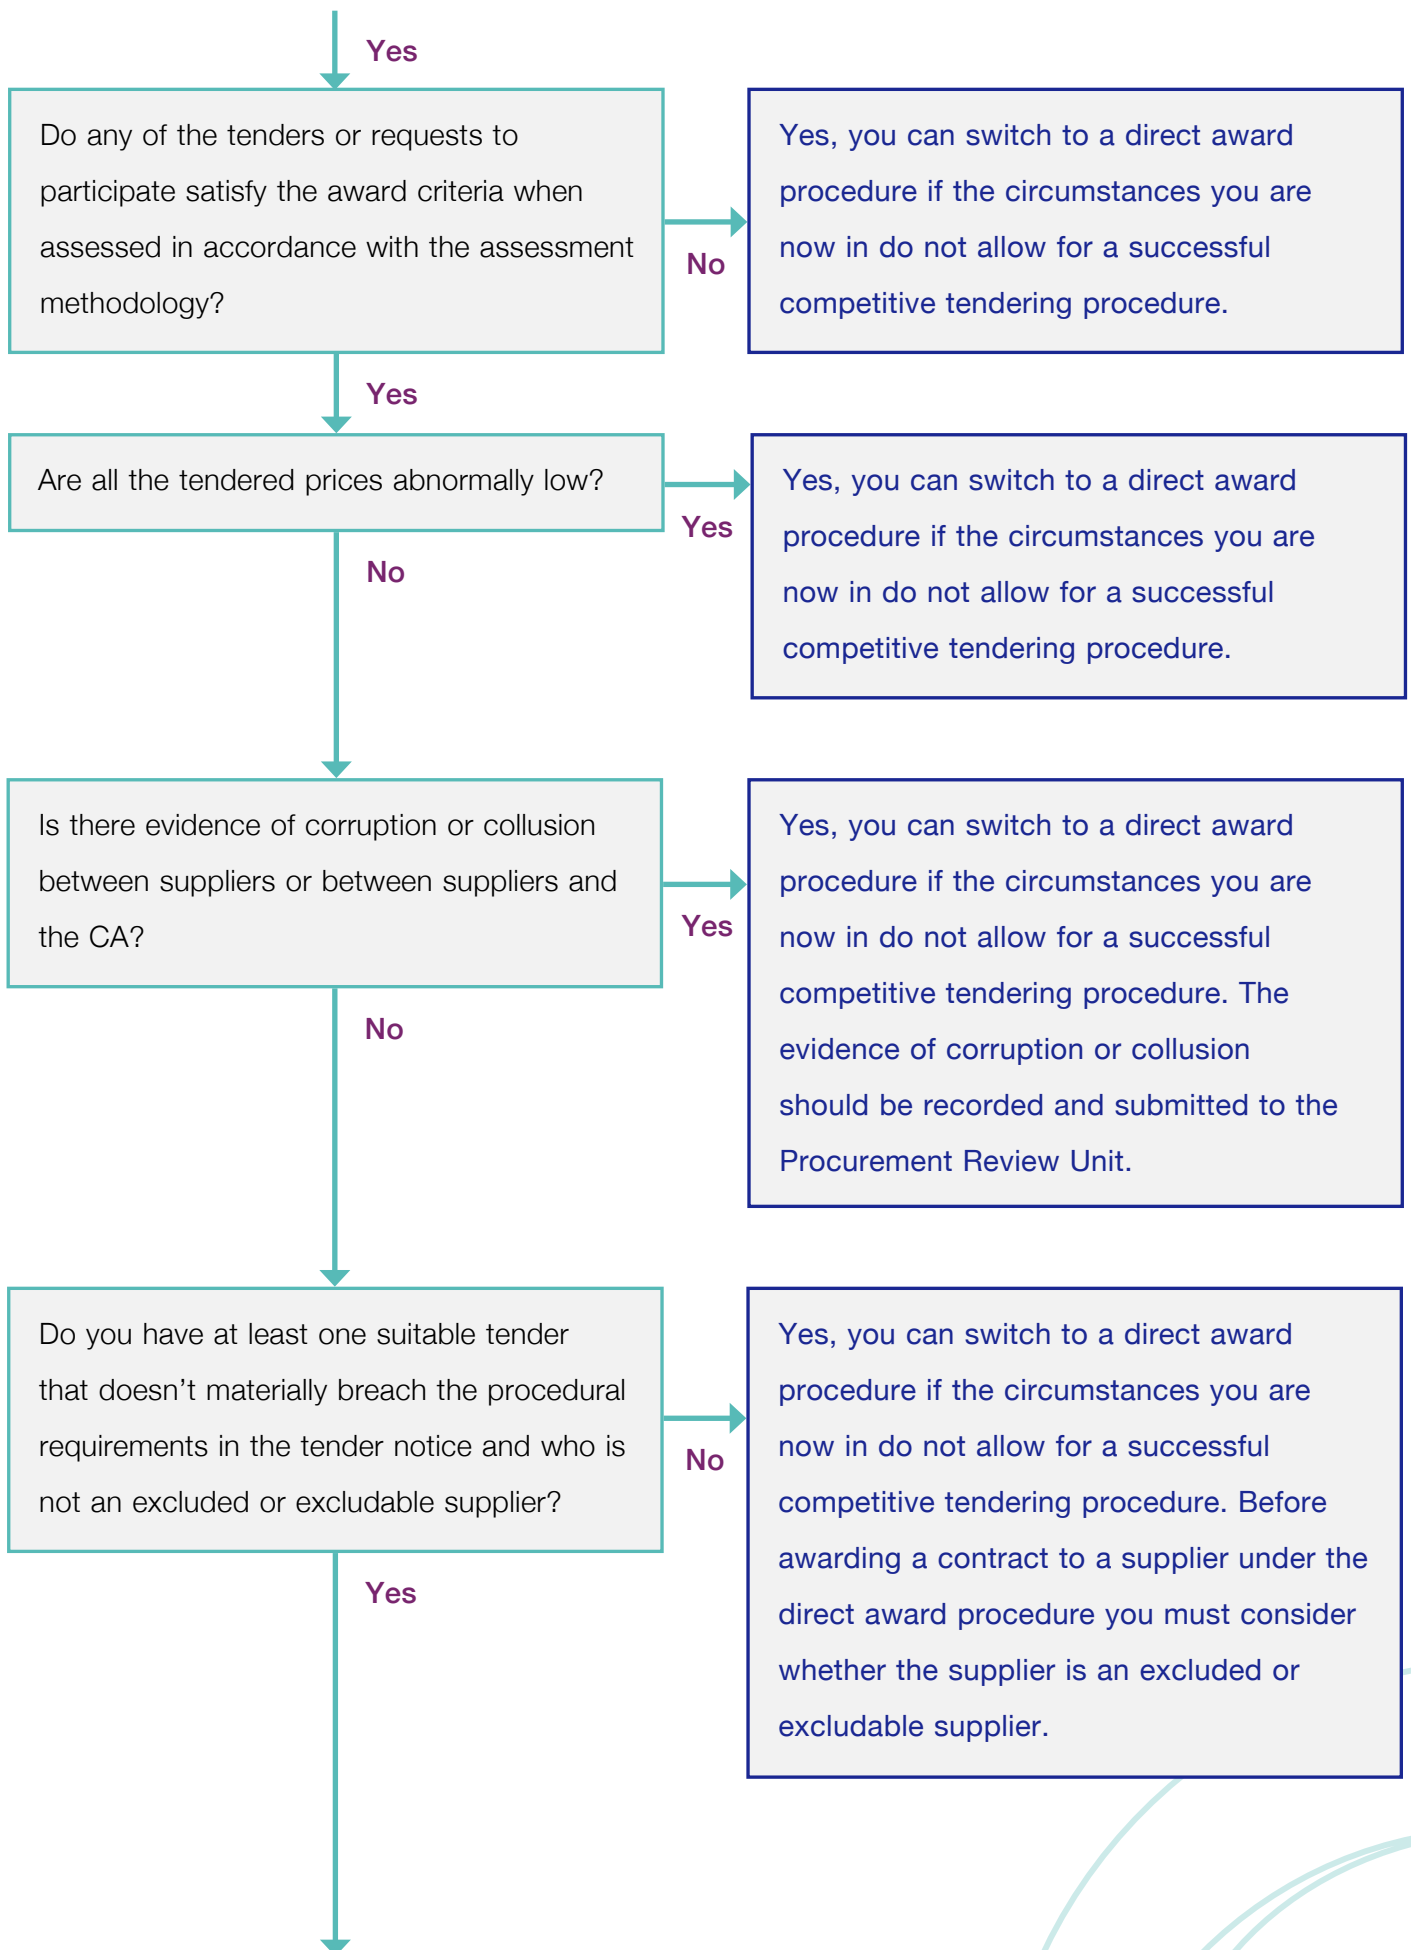 Yes
Do any of the tenders or requests to
participate satisfy the award criteria when
assessed in accordance with the assessment
methodology?
No
Yes, you can switch to a direct award
procedure if the circumstances you are
now in do not allow for a successful
competitive tendering procedure.
Yes
Are all the tendered prices abnormally low?
Yes
Yes, you can switch to a direct award
procedure if the circumstances you are
now in do not allow for a successful
competitive tendering procedure.
No
Is there evidence of corruption or collusion
between suppliers or between suppliers and
the CA?
Yes
Yes, you can switch to a direct award
procedure if the circumstances you are
now in do not allow for a successful
competitive tendering procedure. The
evidence of corruption or collusion
should be recorded and submitted to the
Procurement Review Unit.
No
Do you have at least one suitable tender
that doesn't materially breach the procedural
requirements in the tender notice and who is
not an excluded or excludable supplier?
No
Yes, you can switch to a direct award
procedure if the circumstances you are
now in do not allow for a successful
competitive tendering procedure. Before
awarding a contract to a supplier under the
direct award procedure you must consider
whether the supplier is an excluded or
excludable supplier.
Yes